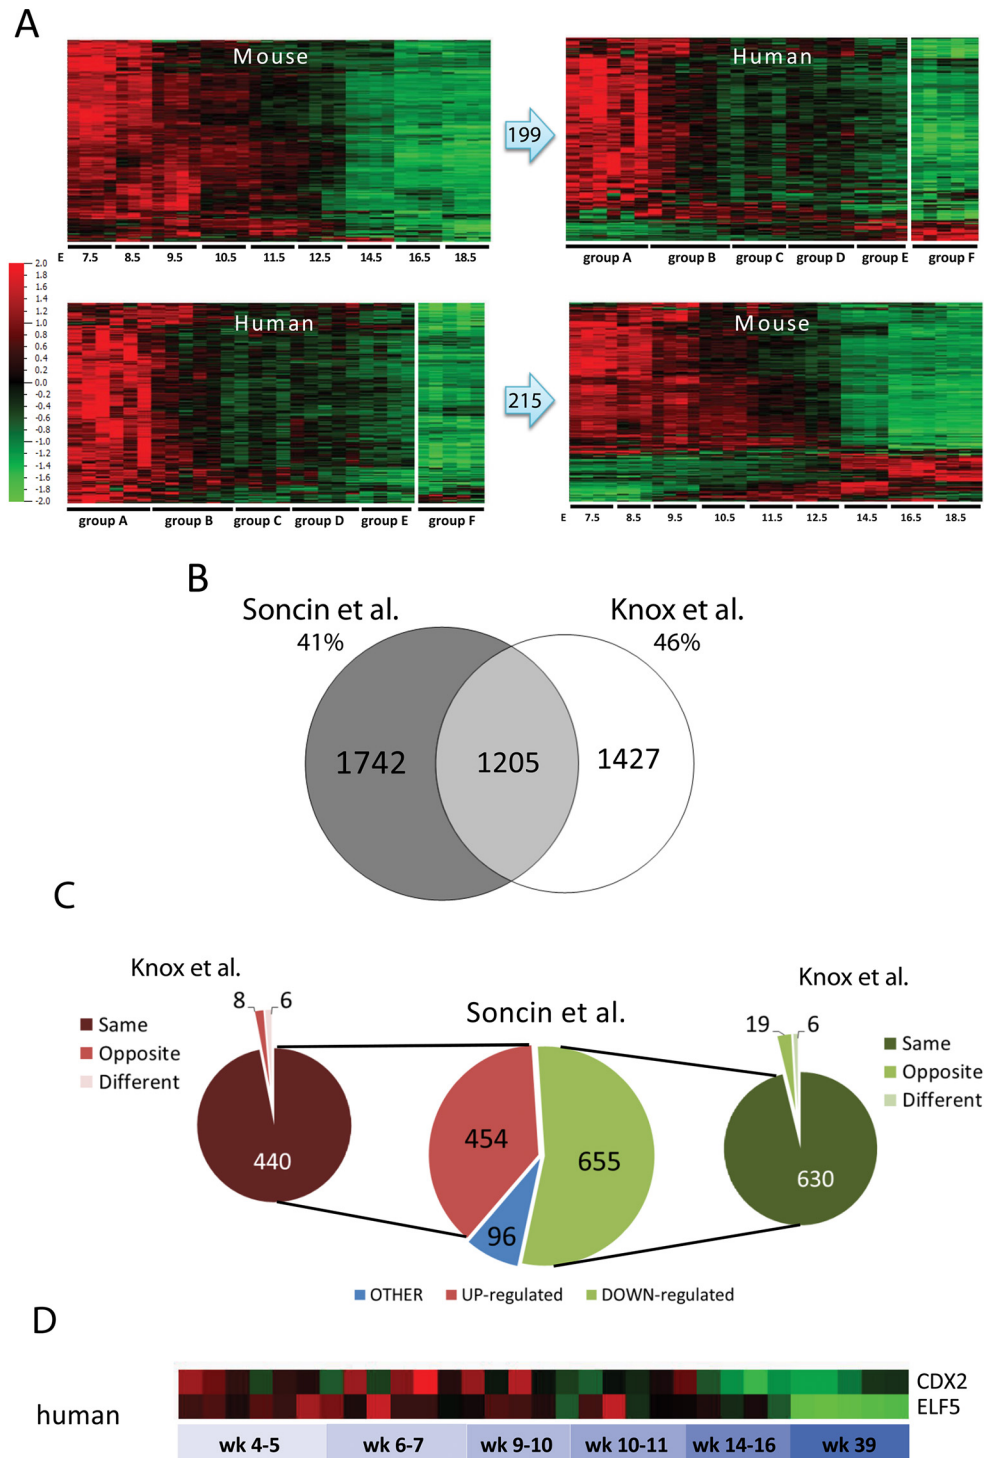 A
Mouse
Human
199
E 7.5 8.5 9.5 10.5 11.5 12.5 14.5 16.5 18.5
group A group B group C group D group E group F
2.0
1.8
1.6
1.4
1.2
1.0
0.8
0.6
0.4
0.2
0.0
-0.2
-0.4
-0.6
-0.8
-1.0
-1.2
-1.4
-1.6
-1.8
-2.0
Human
Mouse
215
group A group B group C group D group E group F
E 7.5 8.5 9.5 10.5 11.5 12.5 14.5 16.5 18.5
B
Soncin et al.
41%
Knox et al.
46%
1742 1205 1427
C
Knox et al.
8 6
Same
Opposite
Different
440
Soncin et al.
454
655
96
Knox et al.
19 6
Same
Opposite
Different
630
OTHER UP-regulated DOWN-regulated
D
human
CDX2
ELF5
wk 4-5 wk 6-7 wk 9-10 wk 10-11 wk 14-16 wk 39